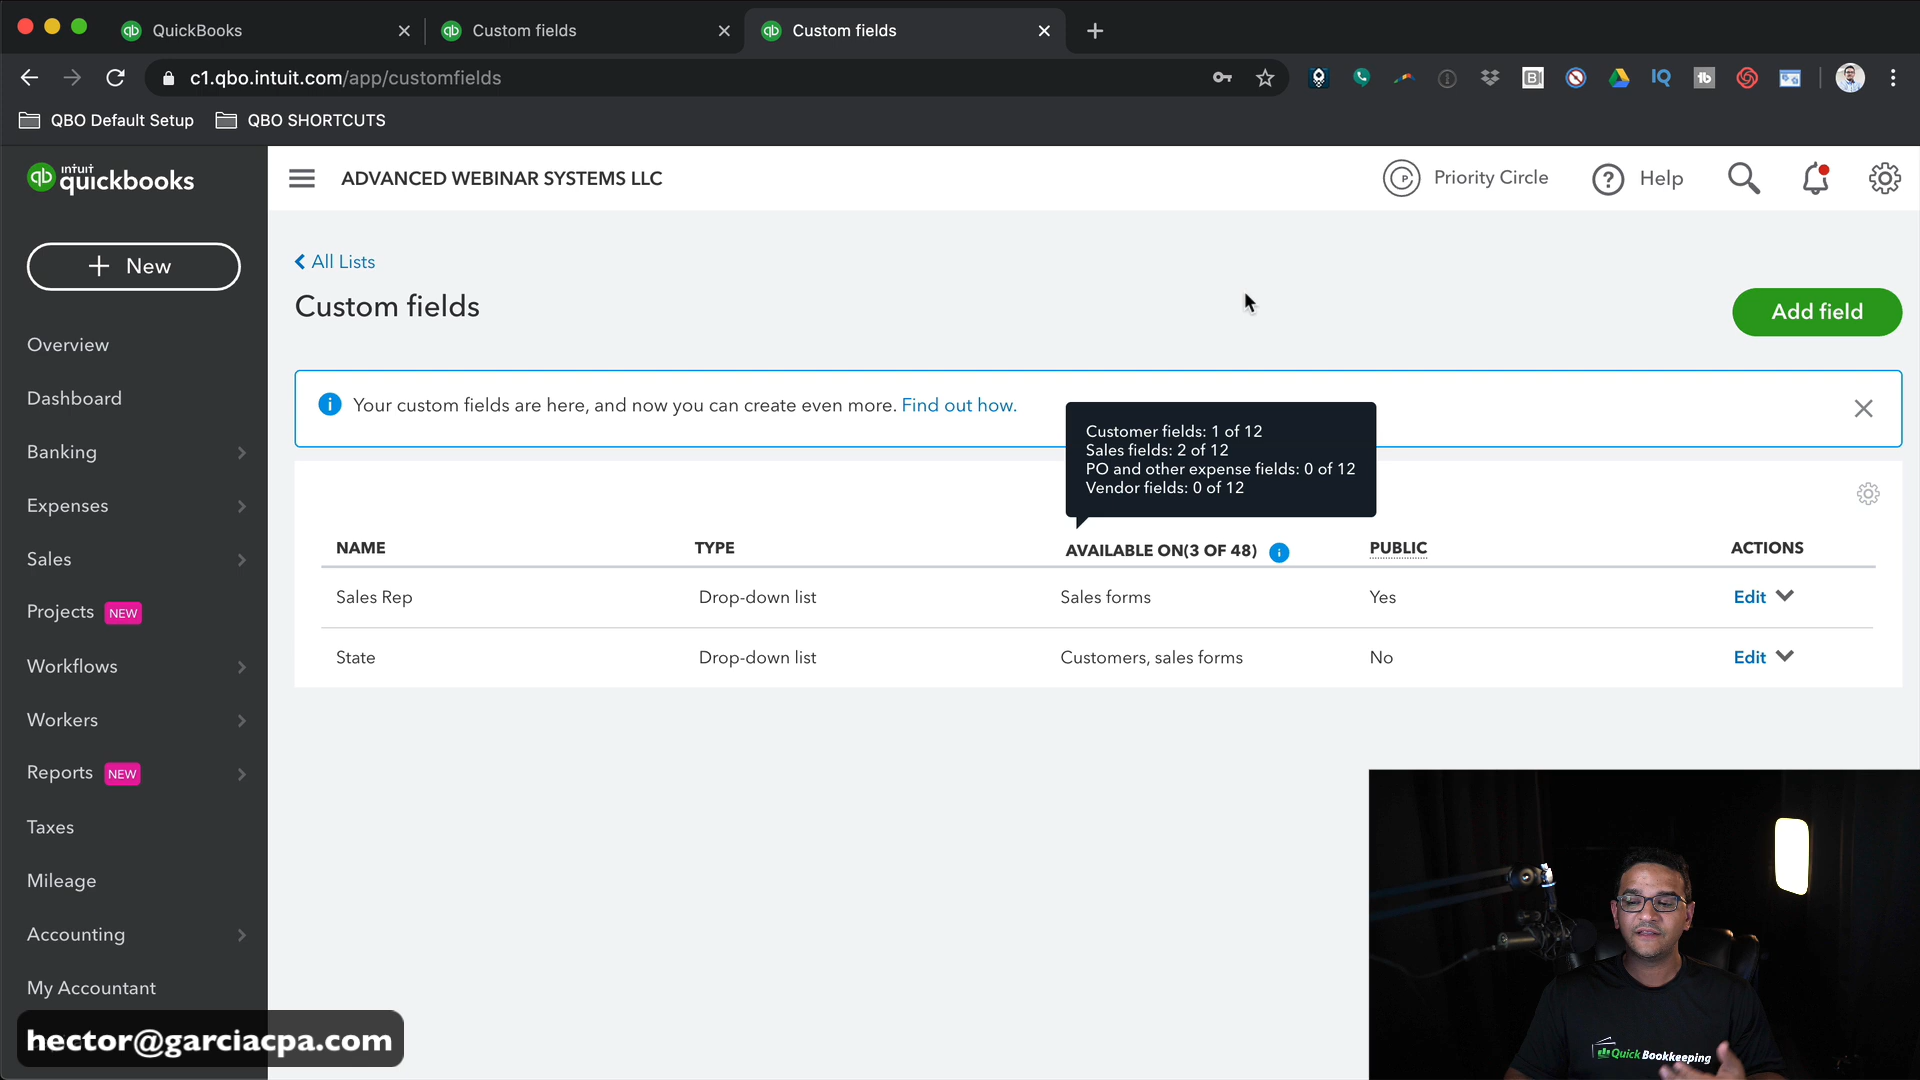 QuickBooks
Custom fields
Custom fields
c1.qbo.intuit.com/app/customfields
QBO Default Setup
QBO SHORTCUTS
intuit
quickbooks
ADVANCED WEBINAR SYSTEMS LLC
Priority Circle
Help
+ New
All Lists
Custom fields
Add field
Overview
Dashboard
Banking
Expenses
Sales
Projects NEW
Workflows
Workers
Reports NEW
Taxes
Mileage
Accounting
My Accountant
Your custom fields are here, and now you can create even more. Find out how.
Customer fields: 1 of 12
Sales fields: 2 of 12
PO and other expense fields: 0 of 12
Vendor fields: 0 of 12
NAME TYPE AVAILABLE ON(3 OF 48) PUBLIC ACTIONS
Sales Rep Drop-down list Sales forms Yes Edit
State Drop-down list Customers, sales forms No Edit
hector@garciacpa.com
Quick Bookkeeping